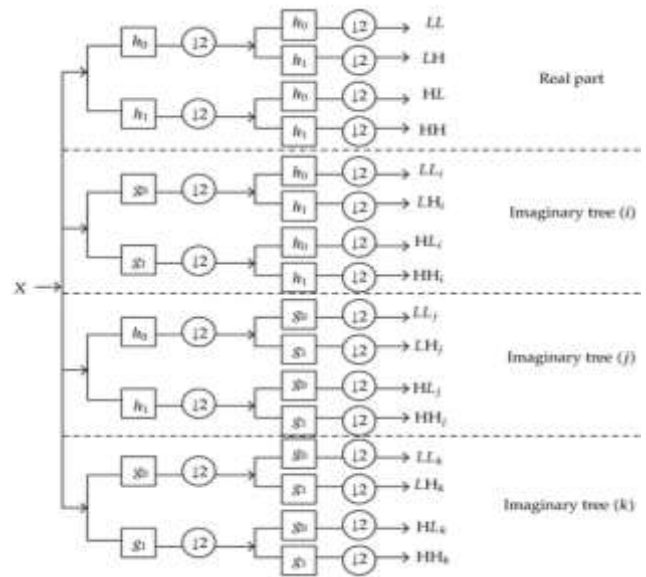 h₀ ↓2 h₀ ↓2 LL
h₁ ↓2 LH
Real part
h₁ ↓2 h₀ ↓2 HL
h₁ ↓2 HH
g₀ ↓2 h₀ ↓2 LLᵢ
h₁ ↓2 LHᵢ
Imaginary tree (i)
g₁ ↓2 h₀ ↓2 HLᵢ
h₁ ↓2 HHᵢ
X
h₀ ↓2 g₀ ↓2 LLⱼ
g₁ ↓2 LHⱼ
Imaginary tree (j)
h₁ ↓2 g₀ ↓2 HLⱼ
g₁ ↓2 HHⱼ
g₀ ↓2 g₀ ↓2 LLₖ
g₁ ↓2 LHₖ
Imaginary tree (k)
g₁ ↓2 g₀ ↓2 HLₖ
g₁ ↓2 HHₖ